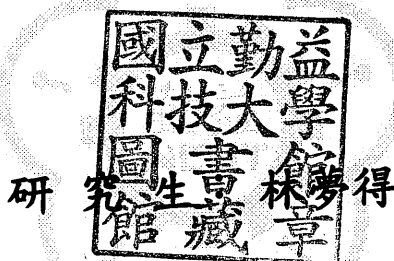 國立勤益
科技大學
圖書館
館藏章
研究生：林夢得